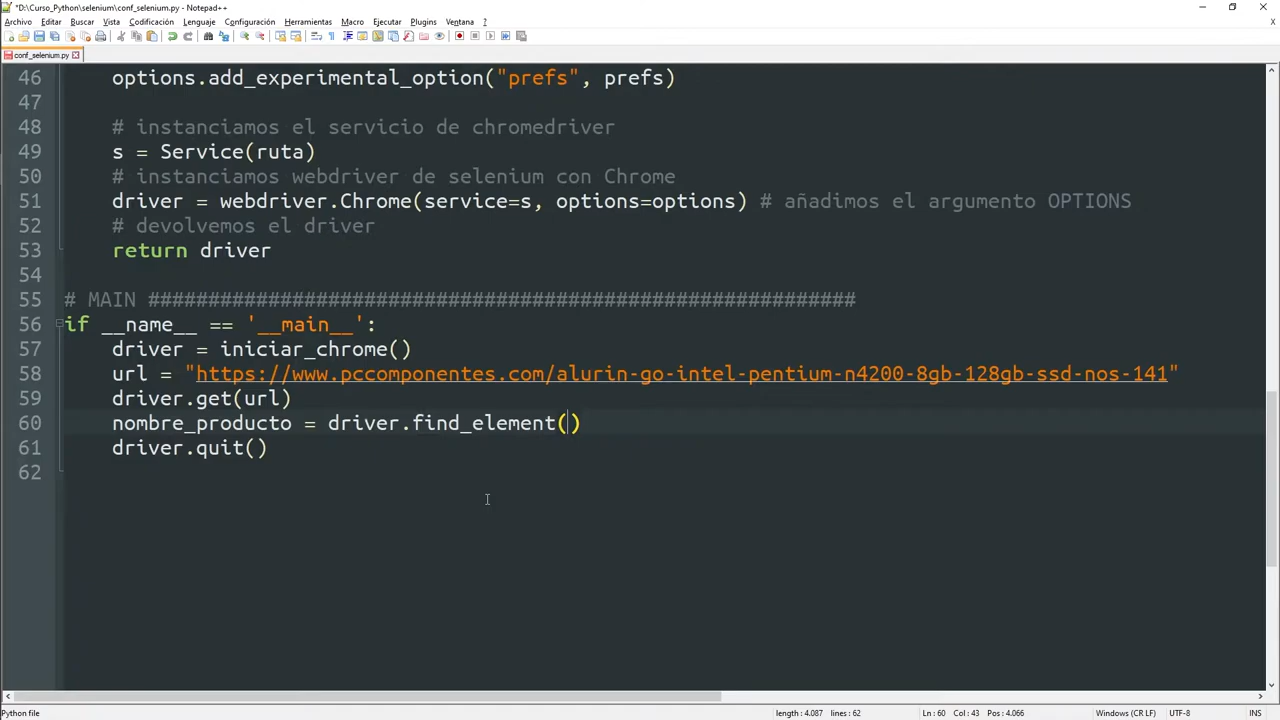 *D:\Curso_Python\selenium\conf_selenium.py - Notepad++
Archivo Editar Buscar Vista Codificación Lenguaje Configuración Herramientas Macro Ejecutar Plugins Ventana ?
conf_selenium.py
46 options.add_experimental_option("prefs", prefs)
47
48 # instanciamos el servicio de chromedriver
49 s = Service(ruta)
50 # instanciamos webdriver de selenium con Chrome
51 driver = webdriver.Chrome(service=s, options=options) # añadimos el argumento OPTIONS
52 # devolvemos el driver
53 return driver
54
55 # MAIN ###########################################################
56 if __name__ == '__main__':
57 driver = iniciar_chrome()
58 url = "https://www.pccomponentes.com/alurin-go-intel-pentium-n4200-8gb-128gb-ssd-nos-141"
59 driver.get(url)
60 nombre_producto = driver.find_element()
61 driver.quit()
62
Python file length : 4.087 lines : 62 Ln : 60 Col : 43 Pos : 4.066 Windows (CR LF) UTF-8 INS